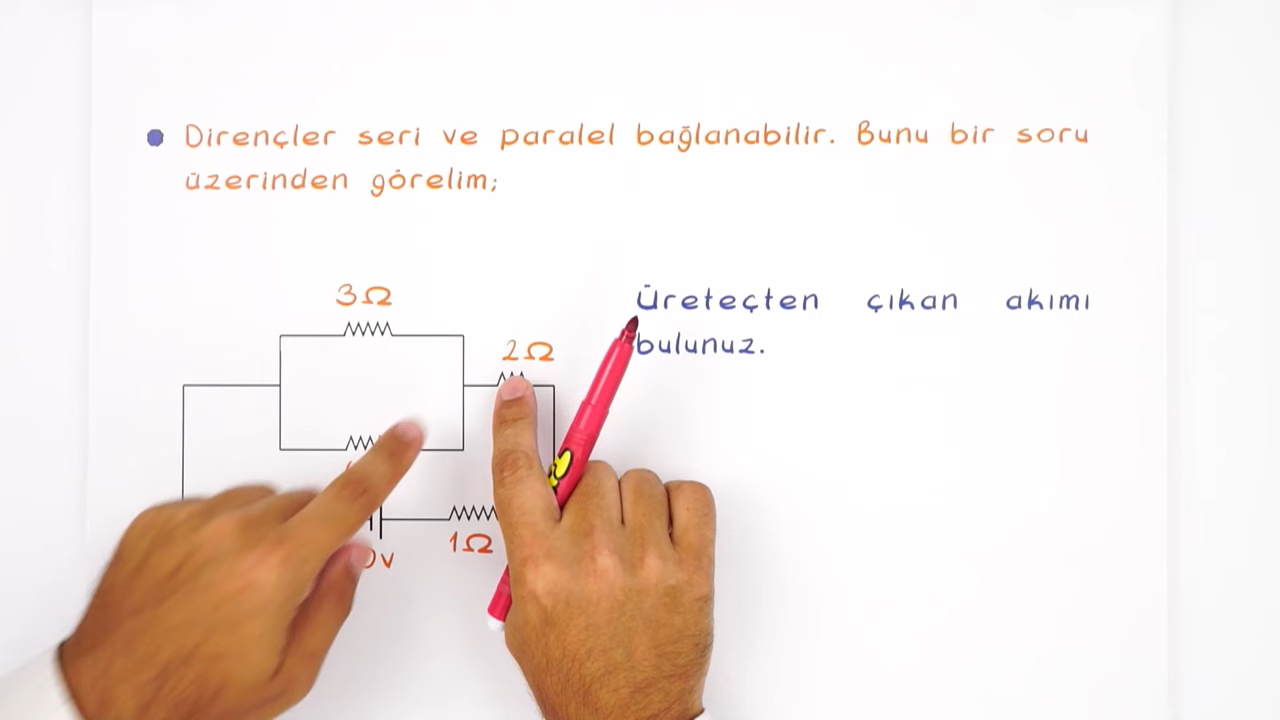 Dirençler seri ve paralel bağlanabilir. Bunu bir soru
üzerinden görelim;
3Ω
2Ω
Üreteçten çıkan akımı
bulunuz.
1Ω